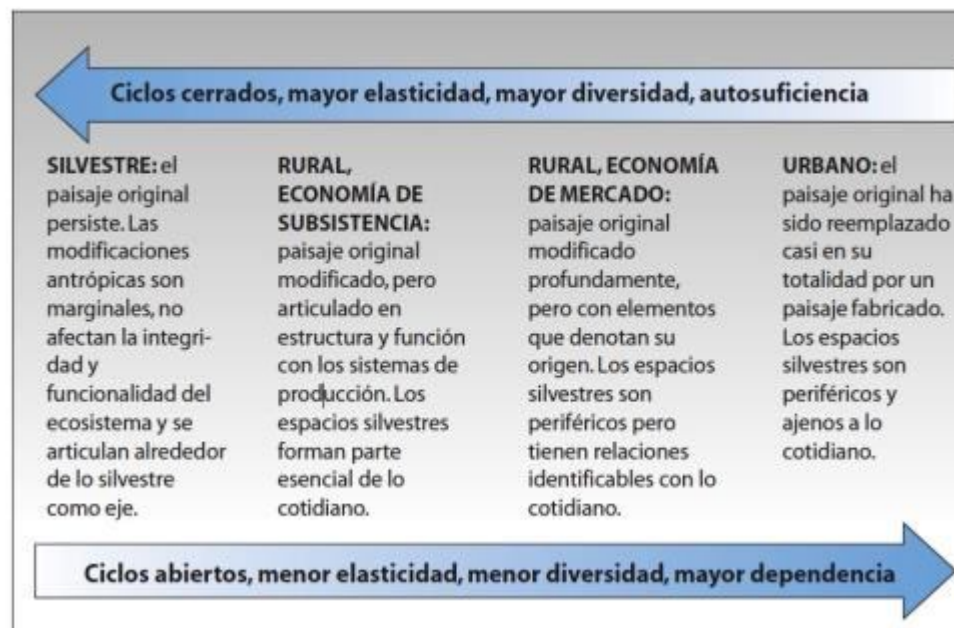 Ciclos cerrados, mayor elasticidad, mayor diversidad, autosuficiencia
SILVESTRE: el
paisaje original
persiste. Las
modificaciones
antrópicas son
marginales, no
afectan la integri-
dad y
funcionalidad del
ecosistema y se
articulan alrededor
de lo silvestre
como eje.
RURAL,
ECONOMÍA DE
SUBSISTENCIA:
paisaje original
modificado, pero
articulado en
estructura y función
con los sistemas de
producción. Los
espacios silvestres
forman parte
esencial de lo
cotidiano.
RURAL, ECONOMÍA
DE MERCADO:
paisaje original
modificado
profundamente,
pero con elementos
que denotan su
origen. Los espacios
silvestres son
periféricos pero
tienen relaciones
identificables con lo
cotidiano.
URBANO: el
paisaje original ha
sido reemplazado
casi en su
totalidad por un
paisaje fabricado.
Los espacios
silvestres son
periféricos y
ajenos a lo
cotidiano.
Ciclos abiertos, menor elasticidad, menor diversidad, mayor dependencia